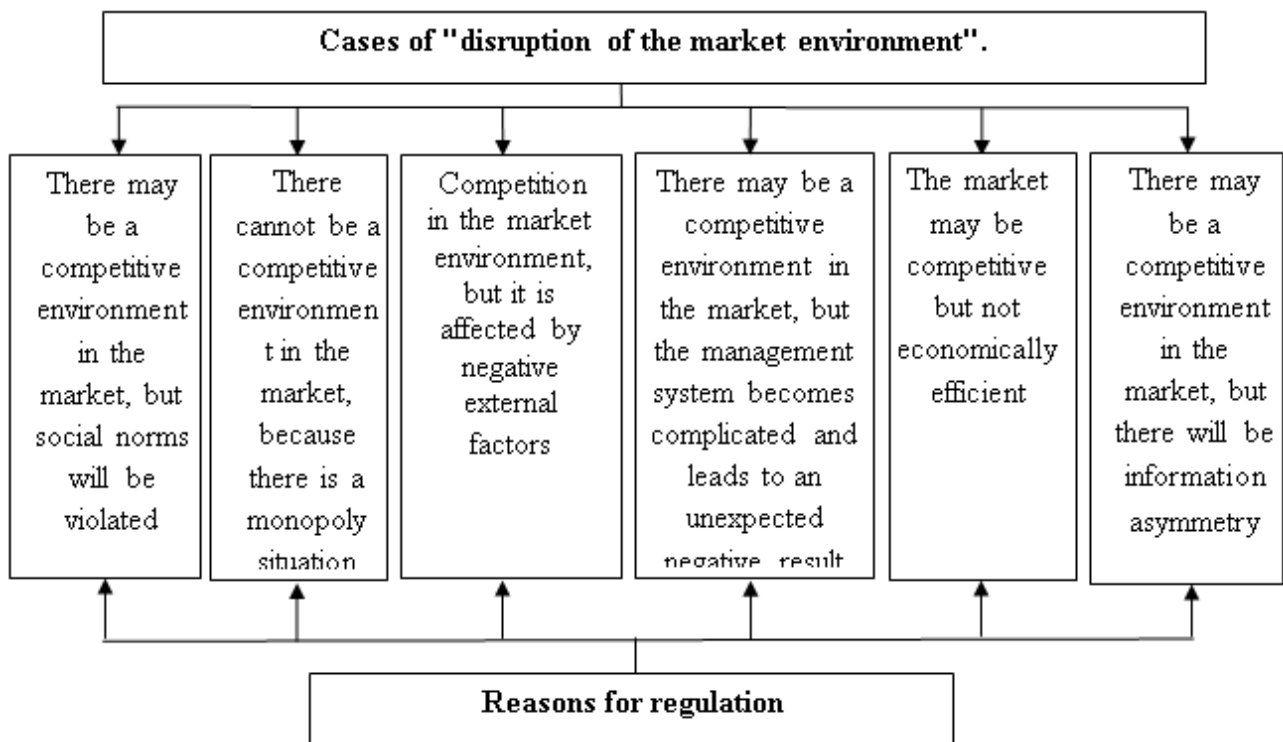 Cases of "disruption of the market environment".
There may
be a
competitive
environment
in the
market, but
social norms
will be
violated
There
cannot be a
competitive
environmen
t in the
market,
because
there is a
monopoly
situation
Competition
in the market
environment,
but it is
affected by
negative
external
factors
There may be a
competitive
environment in
the market, but
the management
system becomes
complicated and
leads to an
unexpected
negative result
The market
may be
competitive
but not
economically
efficient
There may
be a
competitive
environment
in the
market, but
there will be
information
asymmetry
Reasons for regulation